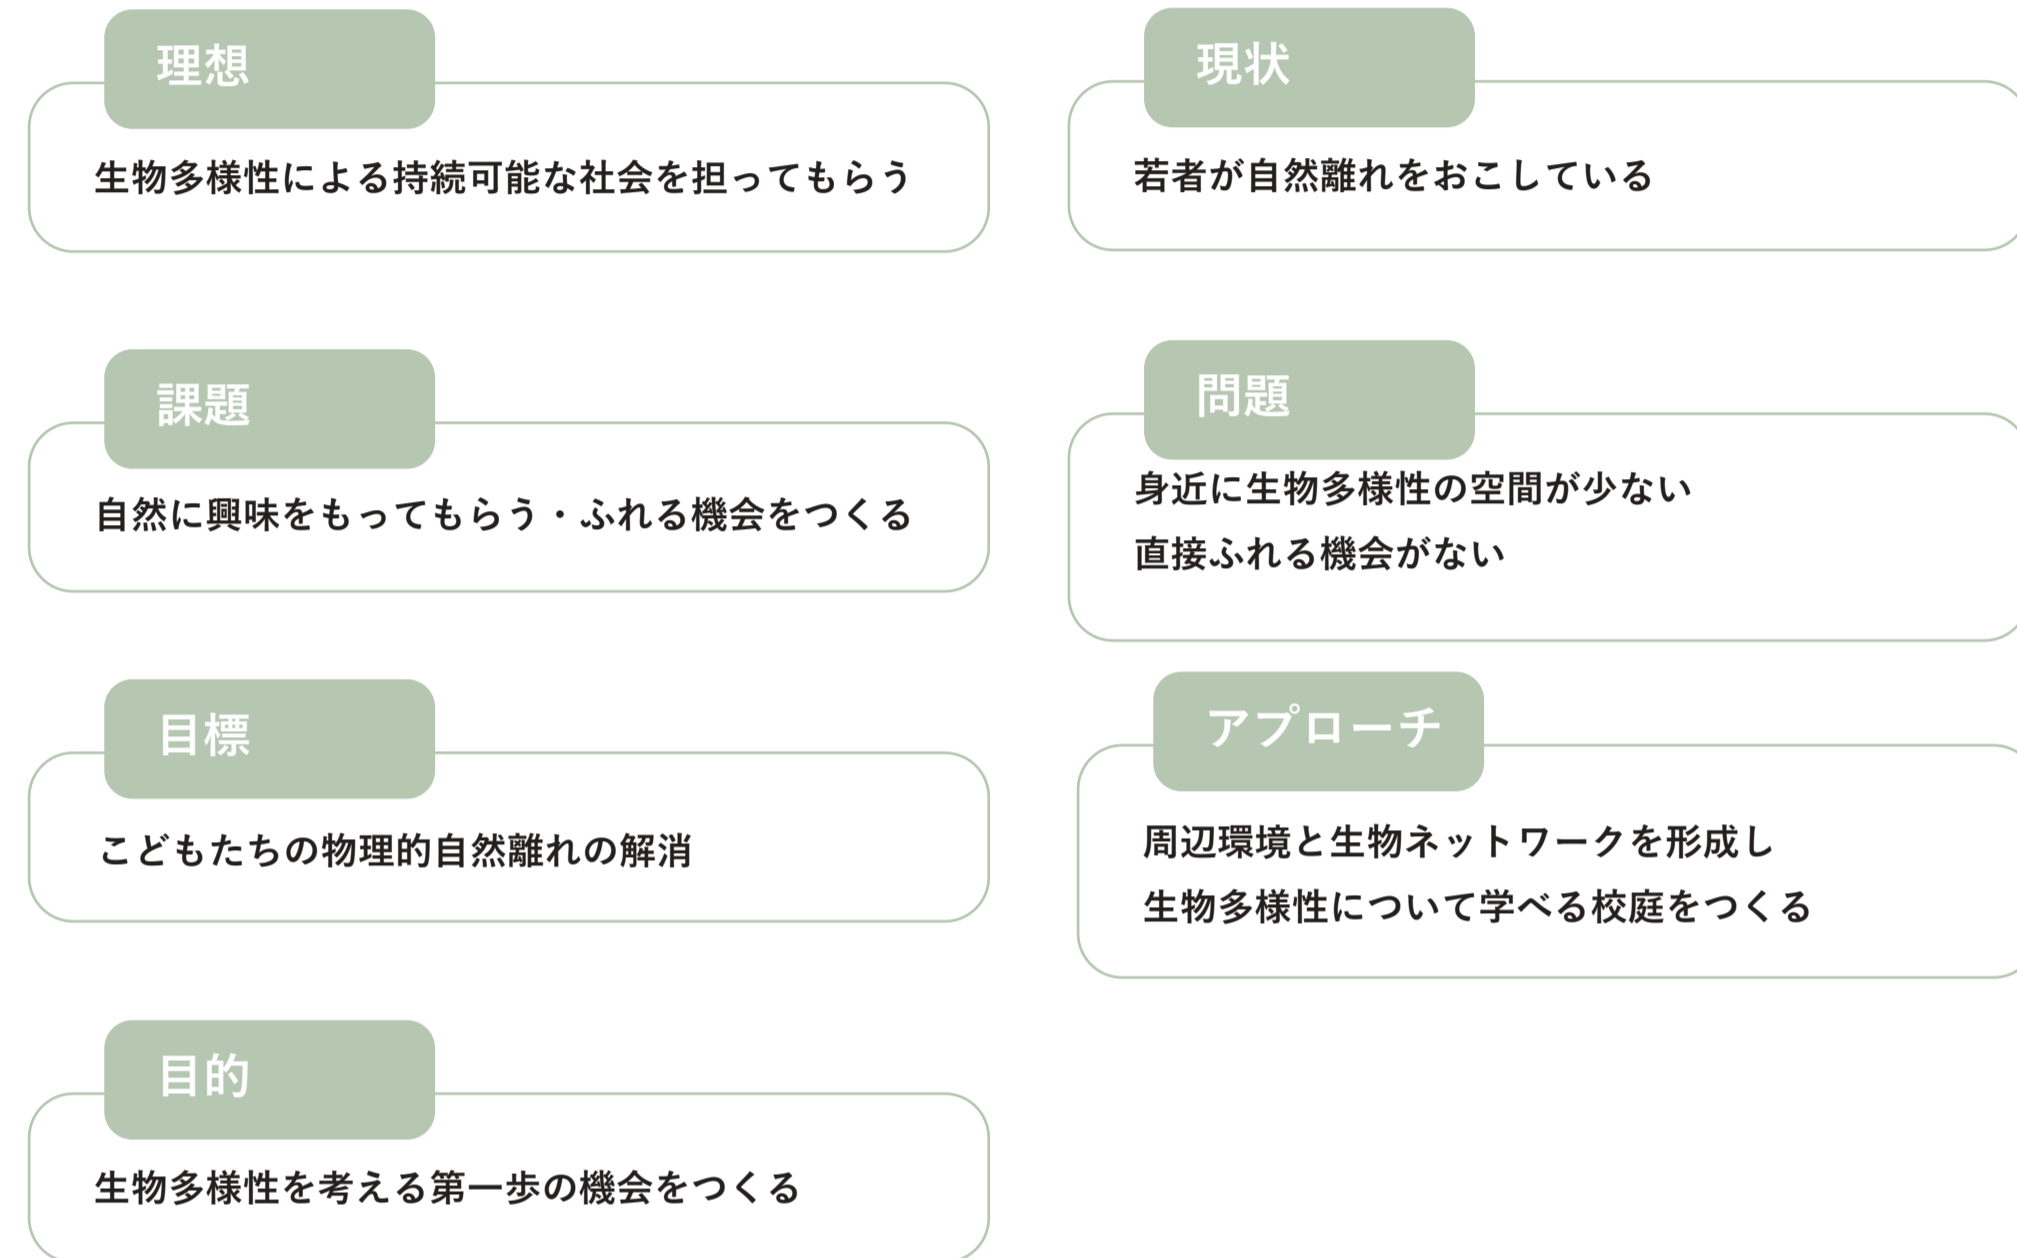 理想
生物多様性による持続可能な社会を担ってもらう
現状
若者が自然離れをおこしている
課題
自然に興味をもってもらう・ふれる機会をつくる
問題
身近に生物多様性の空間が少ない
直接ふれる機会がない
目標
こどもたちの物理的自然離れの解消
アプローチ
周辺環境と生物ネットワークを形成し
生物多様性について学べる校庭をつくる
目的
生物多様性を考える第一歩の機会をつくる